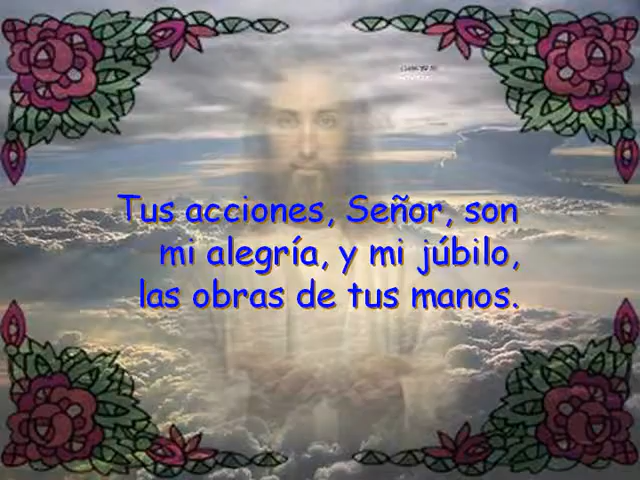 Tus acciones, Señor, son
mi alegría, y mi júbilo,
las obras de tus manos.